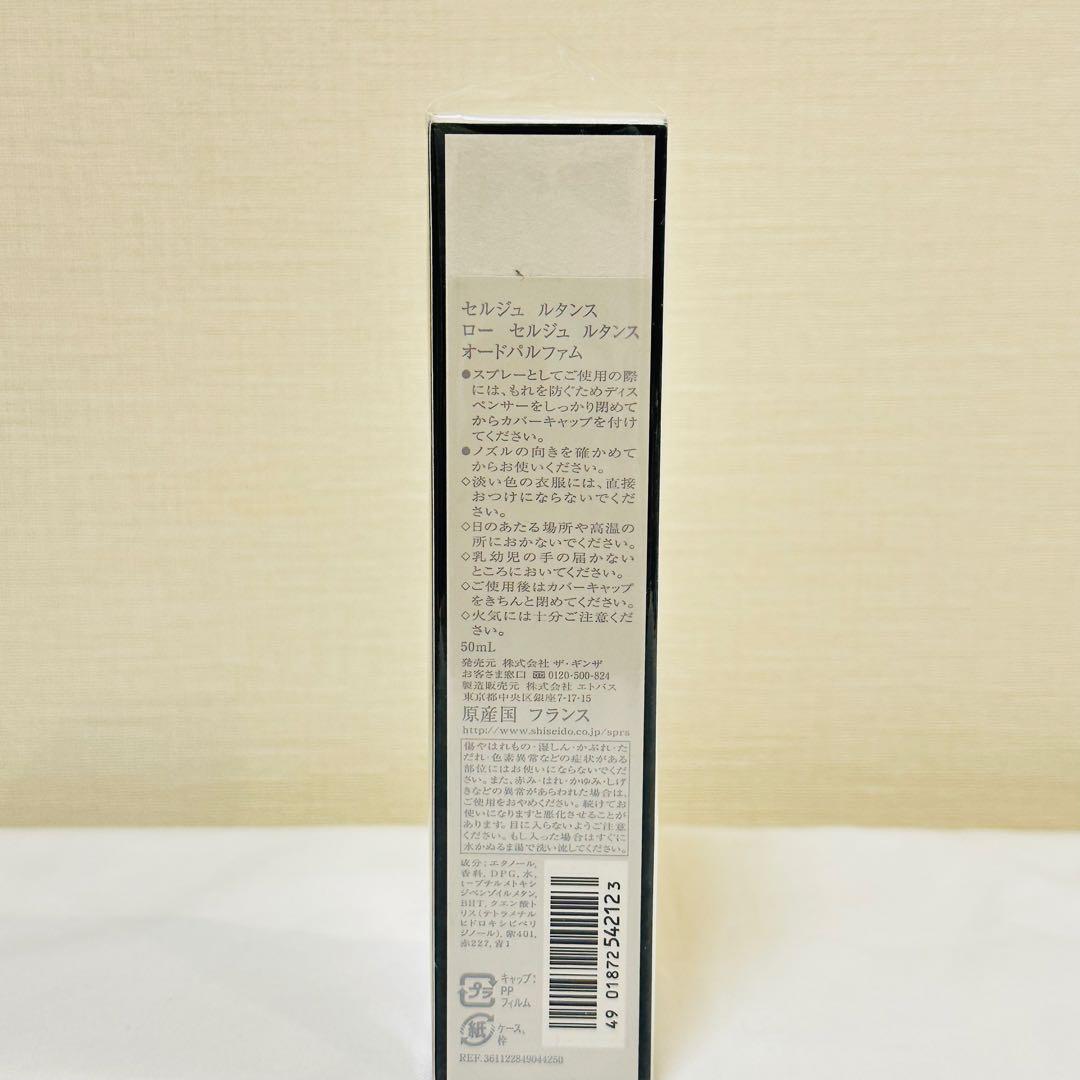 セルジュ ルタンス
ロー セルジュ ルタンス
オードパルファム
●スプレーとしてご使用の際
には、もれを防ぐためディス
ペンサーをしっかり閉めて
からカバーキャップを付け
てください。
●ノズルの向きを確かめて
からお使いください。
◇淡い色の衣服には、直接
おつけにならないでくだ
さい。
◇日のあたる場所や高温の
所におかないでください。
◇乳幼児の手の届かない
ところにおいてください。
◇ご使用後はカバーキャップ
をきちんと閉めてください。
◇火気には十分ご注意くだ
さい。
50mL
発売元 株式会社 ザ・ギンザ
お客さま窓口 0120-500-824
製造販売元 株式会社 エトバス
東京都中央区銀座7-17-15
原産国 フランス
http://www.shiseido.co.jp/sprs
傷やはれもの・湿しん・かぶれ・た
だれ・色素異常などの症状がある
部位にはお使いにならないでくだ
さい。また、赤み・はれ・かゆみ・しげ
きなどの異常があらわれた場合は、
ご使用をおやめください。続けてお
使いになりますと悪化させることが
あります。目に入らないようご注意
ください。もし入った場合はすぐに
水かぬるま湯で洗い流してください。
成分:エタノール,
香料,DPG,水,
t-ブチルメトキシ
ジベンゾイルメタン,
BHT,クエン酸ト
リス(テトラメチル
ヒドロキシピペリ
ジノール),紫401,
赤227,青1
49 01872 542123
プラ
キャップ:
PP
フィルム
紙
ケース,
枠
REF.361122849044250